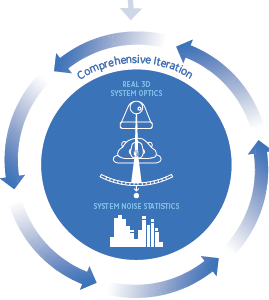 Comprehensive Iteration
REAL 3D
SYSTEM OPTICS
SYSTEM NOISE STATISTICS